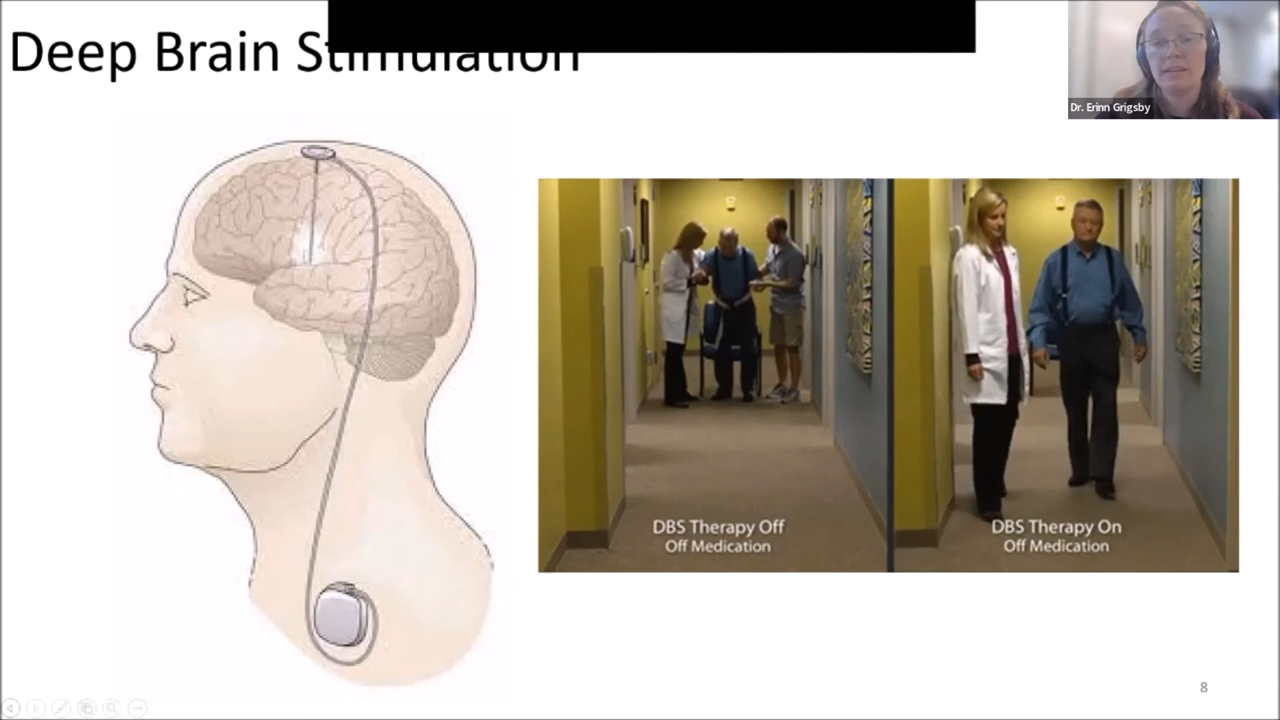 Deep Brain Stimulation
Dr. Erinn Grigsby
DBS Therapy Off
Off Medication
DBS Therapy On
Off Medication
8